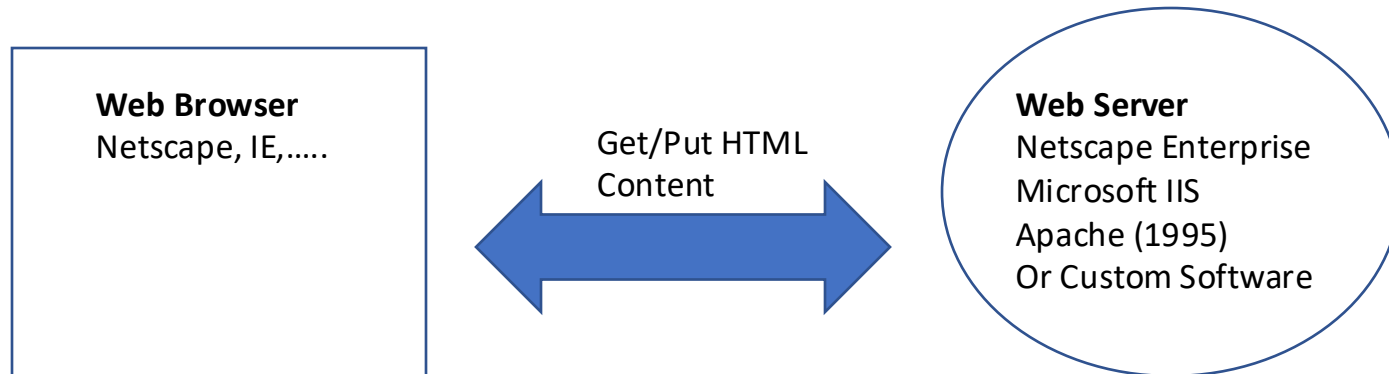 Web Browser
Netscape, IE,.....
Get/Put HTML
Content
Web Server
Netscape Enterprise
Microsoft IIS
Apache (1995)
Or Custom Software